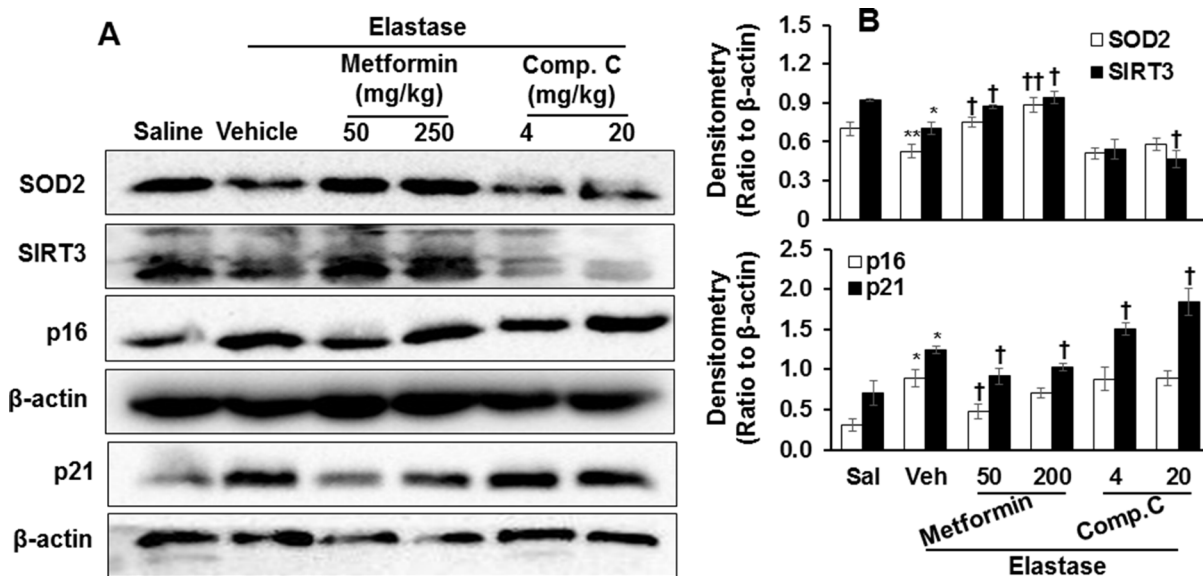 A
Elastase
Metformin
(mg/kg)
Comp. C
(mg/kg)
Saline Vehicle 50 250 4 20
SOD2
SIRT3
p16
β-actin
p21
β-actin
B
SOD2
SIRT3
Densitometry
(Ratio to β-actin)
1.5
1.2
0.9
0.6
0.3
0
** * † † †† † †
p16
p21
Densitometry
(Ratio to β-actin)
2.5
2.0
1.5
1.0
0.5
0.0
* * † † † † †
Sal Veh 50 200 4 20
Metformin Comp.C
Elastase